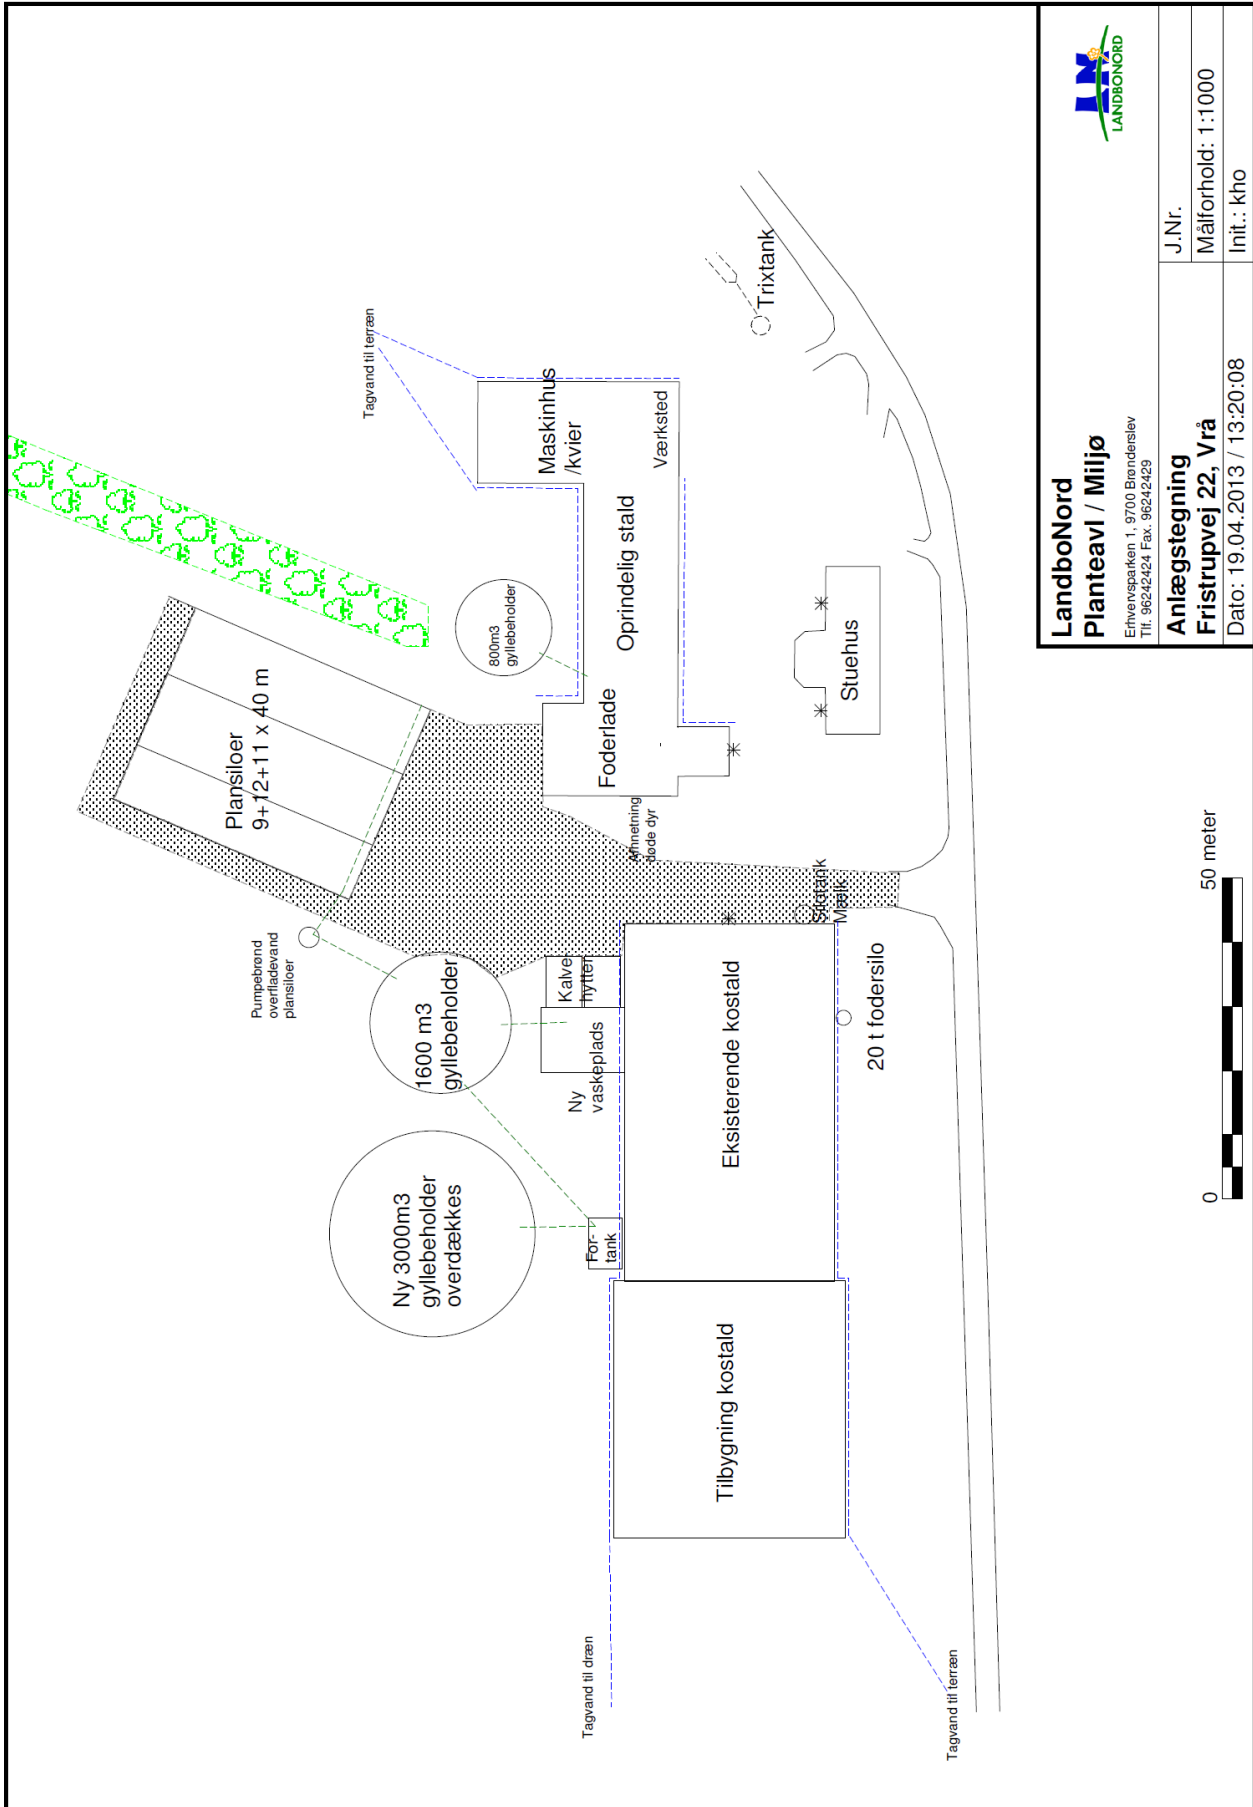 Tagvand til terræn
Maskinhus
/kvier
Værksted
Trixtank
Plansiloer
9+12+11 x 40 m
800m3
gyllebeholder
Oprindelig stald
Foderlade
Stuehus
Afhnetning
døde dyr
Pumpebrønd
overfladevand
plansiloer
1600 m3
gyllebeholder
Kalve-
hytter
Ny
vaskeplads
Silotank
Mælk
20 t fodersilo
Eksisterende kostald
Ny 3000m3
gyllebeholder
overdækkes
For-
tank
Tilbygning kostald
Tagvand til dræn
Tagvand til terræn
0
50 meter
LN
LANDBONORD
LandboNord
Planteavl / Miljø
Erhvervsparken 1, 9700 Brønderslev
Tlf. 96242424 Fax. 96242429
Anlægstegning
Fristrupvej 22, Vrå
Dato: 19.04.2013 / 13:20:08
J.Nr.
Målforhold: 1:1000
Init.: kho